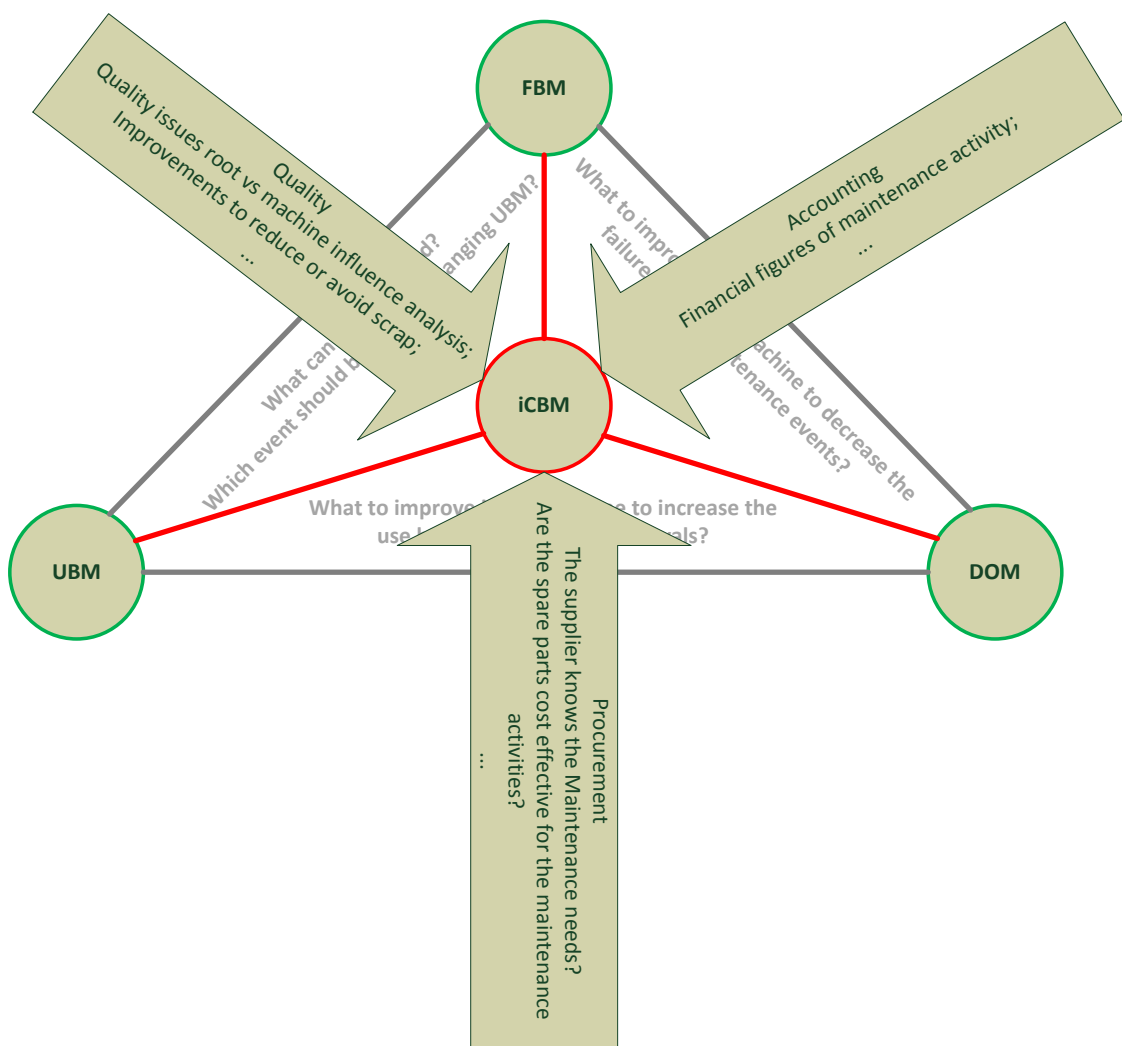 FBM
Quality
Quality issues root vs machine influence analysis;
Improvements to reduce or avoid scrap;
...
Accounting
Financial figures of maintenance activity;
...
What can
Which event should b
d?
anging UBM?
What to impro
failure
achine to decrease the
tenance events?
iCBM
What to improve
e to increase the
use
als?
UBM
DOM
Procurement
The supplier knows the Maintenance needs?
Are the spare parts cost effective for the maintenance
activities?
...